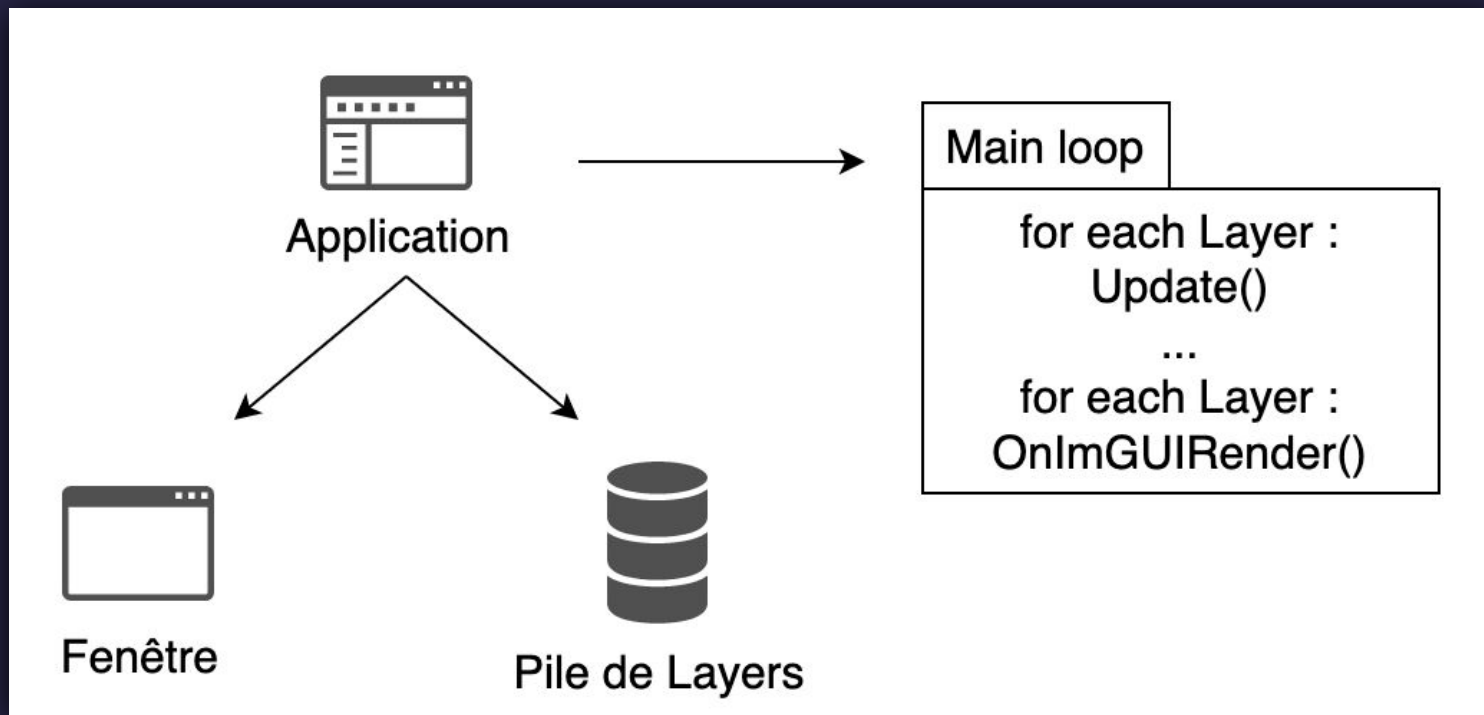 Application
Main loop
for each Layer :
Update()
...
for each Layer :
OnImGUIRender()
Fenêtre
Pile de Layers